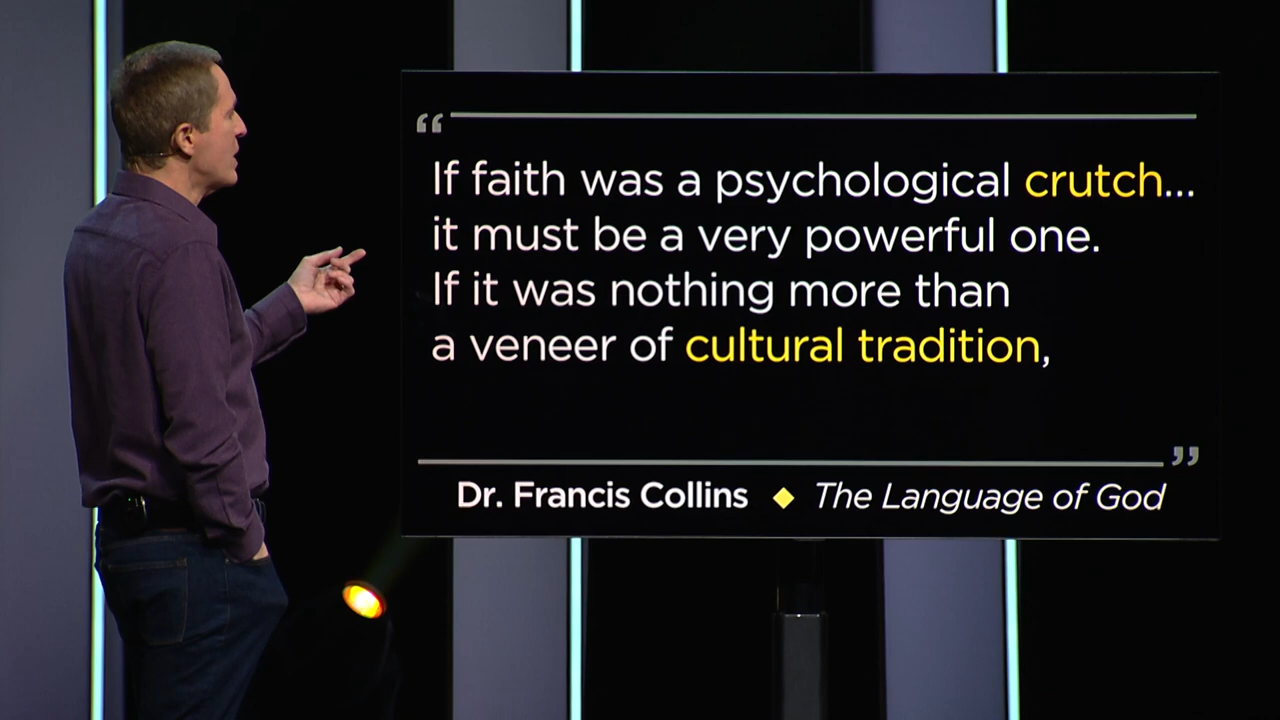 “
If faith was a psychological crutch...
it must be a very powerful one.
If it was nothing more than
a veneer of cultural tradition,
”
Dr. Francis Collins ◆ The Language of God